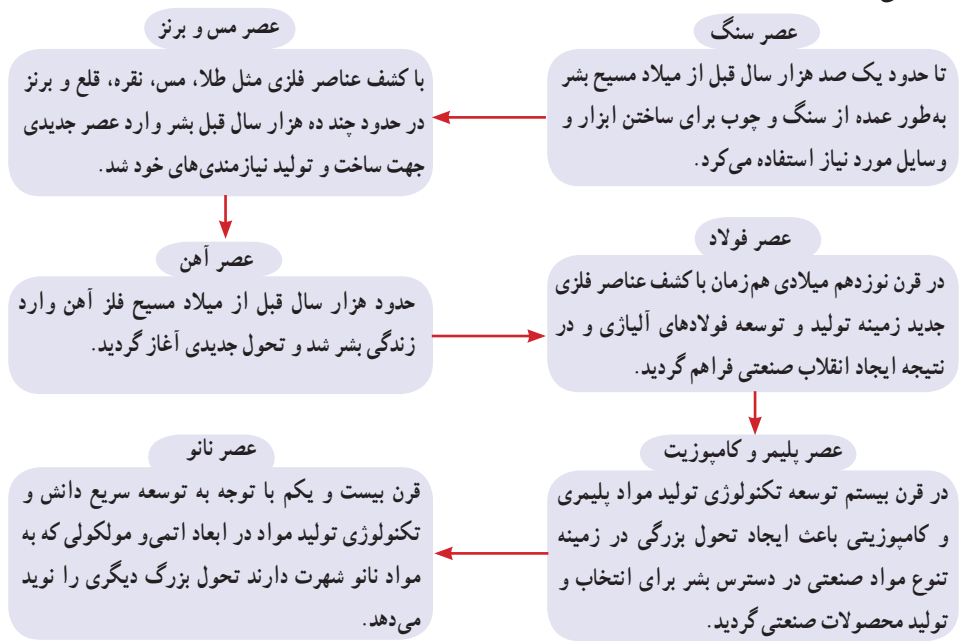 عصر سنگ
تا حدود یک صد هزار سال قبل از میلاد مسیح بشر
به‌طور عمده از سنگ و چوب برای ساختن ابزار و
وسایل مورد نیاز استفاده می‌کرد.
عصر مس و برنز
با کشف عناصر فلزی مثل طلا، مس، نقره، قلع و برنز
در حدود چند ده هزار سال قبل بشر وارد عصر جدیدی
جهت ساخت و تولید نیازمندی‌های خود شد.
عصر آهن
حدود هزار سال قبل از میلاد مسیح فلز آهن وارد
زندگی بشر شد و تحول جدیدی آغاز گردید.
عصر فولاد
در قرن نوزدهم میلادی هم‌زمان با کشف عناصر فلزی
جدید زمینه تولید و توسعه فولادهای آلیاژی و در
نتیجه ایجاد انقلاب صنعتی فراهم گردید.
عصر پلیمر و کامپوزیت
در قرن بیستم توسعه تکنولوژی تولید مواد پلیمری
و کامپوزیتی باعث ایجاد تحول بزرگی در زمینه
تنوع مواد صنعتی در دسترس بشر برای انتخاب و
تولید محصولات صنعتی گردید.
عصر نانو
قرن بیست و یکم با توجه به توسعه سریع دانش و
تکنولوژی تولید مواد در ابعاد اتمی‌و مولکولی که به
مواد نانو شهرت دارند تحول بزرگ دیگری را نوید
می‌دهد.